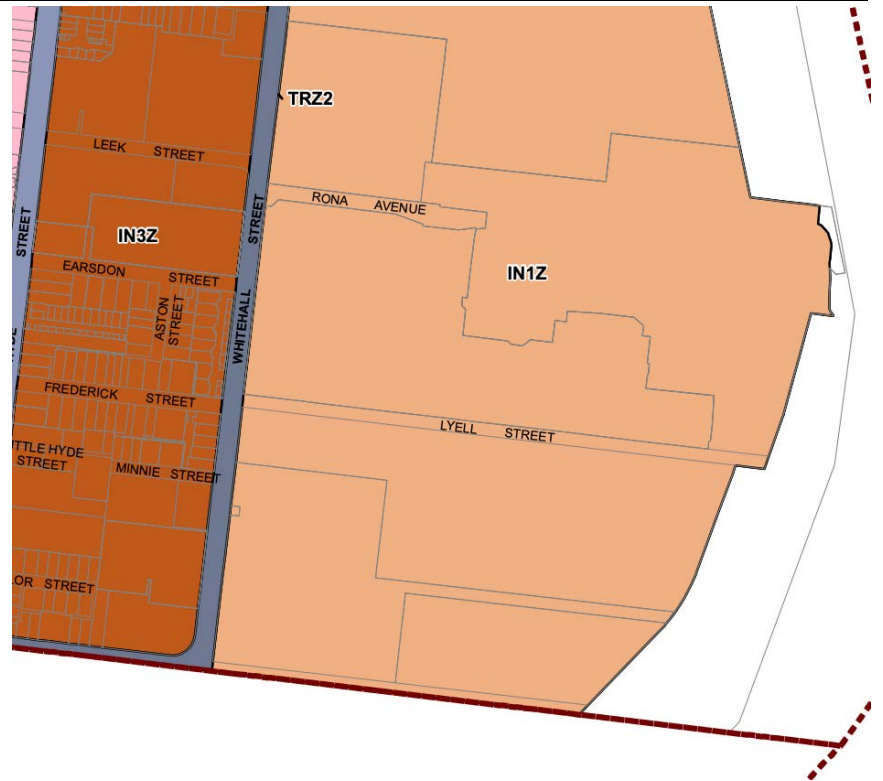 TRZ2
LEEK STREET
RONA AVENUE
STREET
STREET
IN3Z
IN1Z
EARSDON STREET
ASTON
STREET
WHITEHALL
FREDERICK STREET
LYELL STREET
TTLE HYDE
STREET
MINNIE STREET
LOR STREET